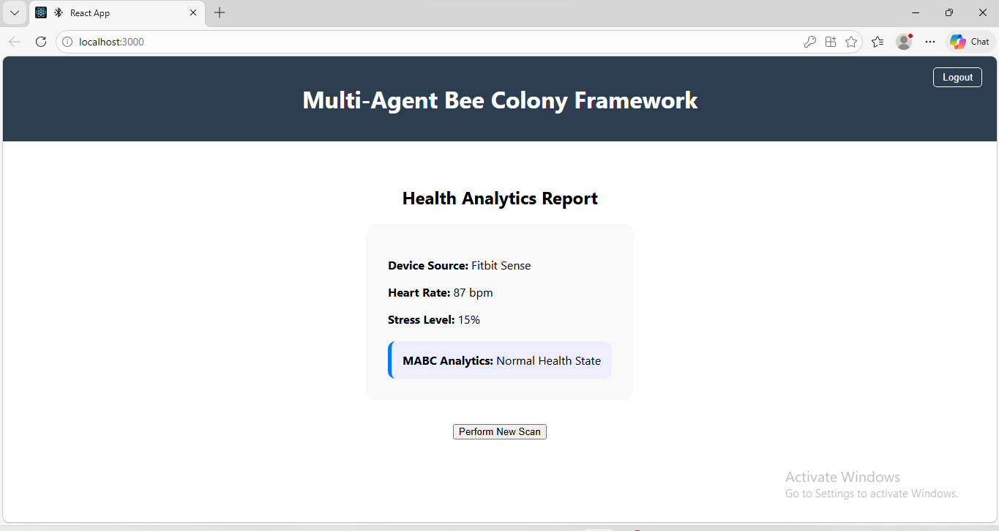 React App
localhost:3000
Chat
Logout
Multi-Agent Bee Colony Framework
Health Analytics Report
Device Source: Fitbit Sense
Heart Rate: 87 bpm
Stress Level: 15%
MABC Analytics: Normal Health State
Perform New Scan
Activate Windows
Go to Settings to activate Windows.